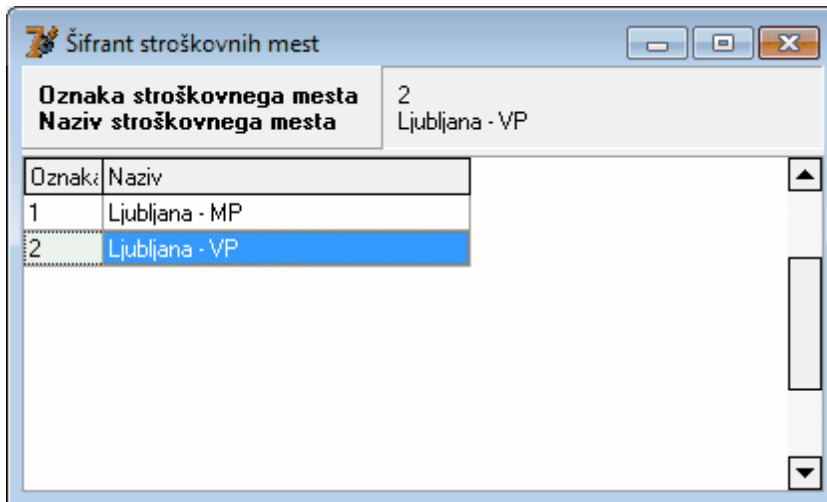 Šifrant stroškovnih mest
Oznaka stroškovnega mesta 2
Naziv stroškovnega mesta Ljubljana - VP
Oznaka Naziv
1 Ljubljana - MP
2 Ljubljana - VP